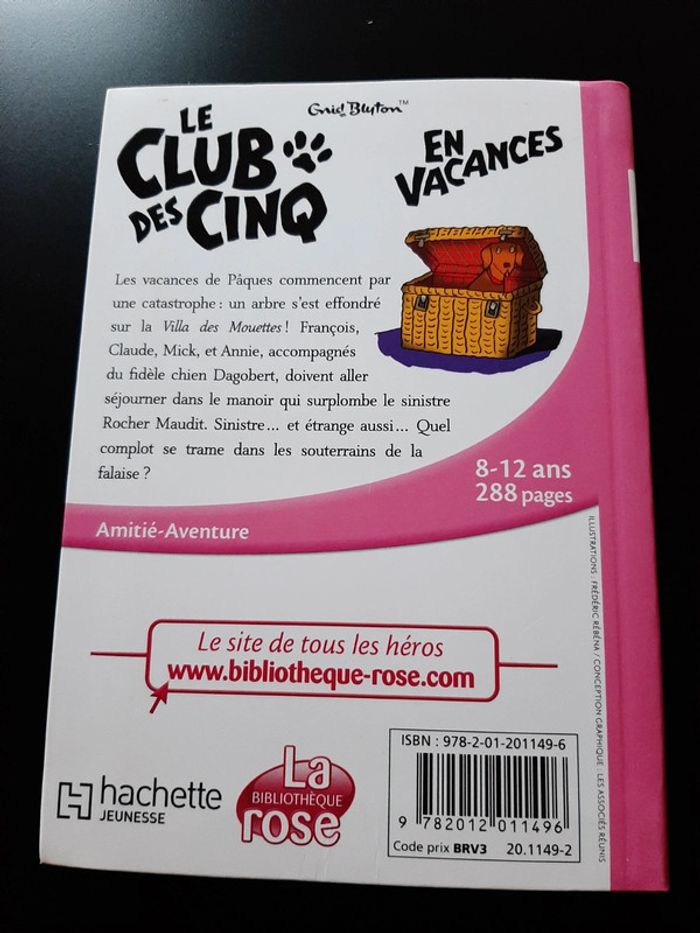 Enid Blyton™
LE
CLUB
DES CINQ
EN
VACANCES
Les vacances de Pâques commencent par
une catastrophe : un arbre s'est effondré
sur la Villa des Mouettes ! François,
Claude, Mick, et Annie, accompagnés
du fidèle chien Dagobert, doivent aller
séjourner dans le manoir qui surplombe le sinistre
Rocher Maudit. Sinistre... et étrange aussi... Quel
complot se trame dans les souterrains de la
falaise ?
8-12 ans
288 pages
Amitié-Aventure
ILLUSTRATIONS : FRÉDÉRIC RÉBÉNA / CONCEPTION GRAPHIQUE : LES ASSOCIÉS RÉUNIS
Le site de tous les héros
www.bibliotheque-rose.com
hachette
JEUNESSE
La
BIBLIOTHÈQUE
rose
ISBN : 978-2-01-201149-6
9 782012 011496
Code prix BRV3 20.1149-2